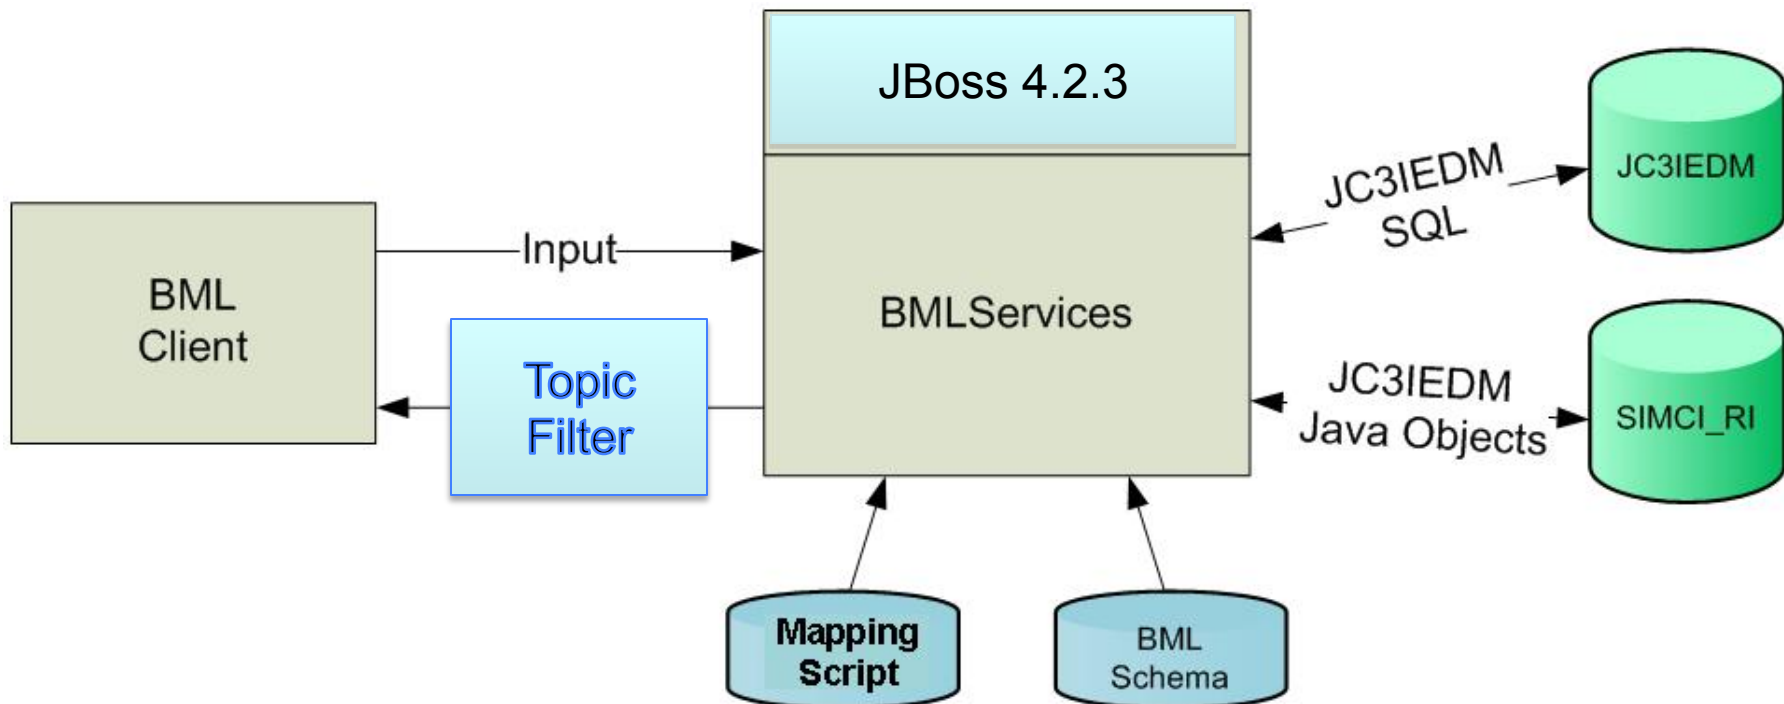 JBoss 4.2.3
JC3IEDM
SQL
JC3IEDM
Input
BML
Client
BMLServices
Topic
Filter
JC3IEDM
Java Objects
SIMCI_RI
Mapping
Script
BML
Schema